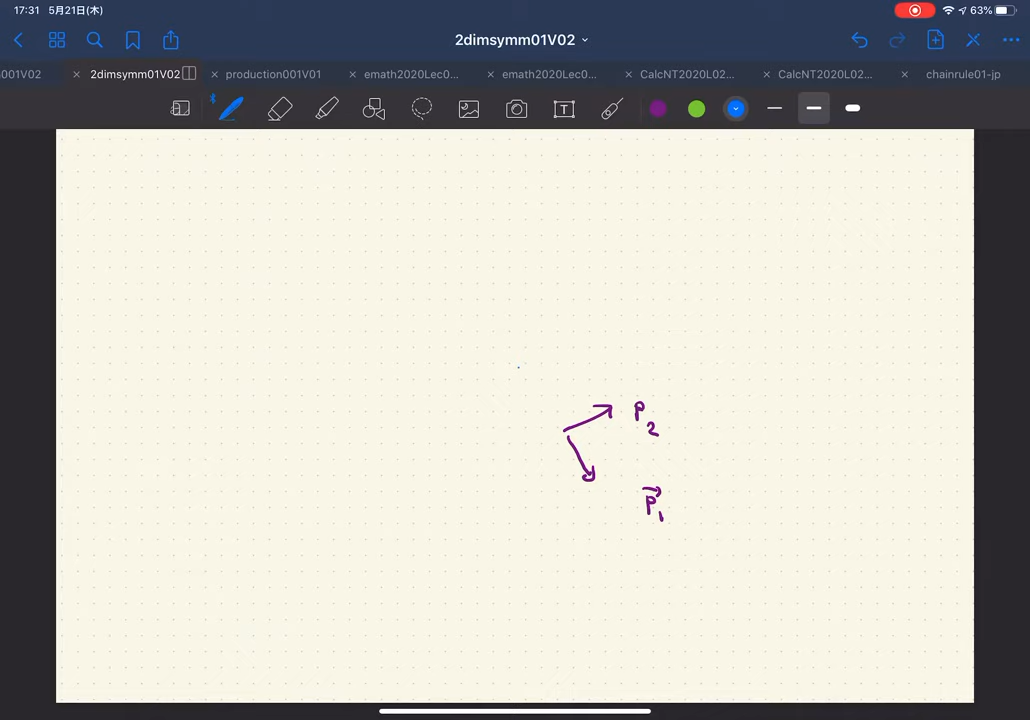 17:31 5月21日(木)
63%
2dimsymm01V02
001V02
2dimsymm01V02
production001V01
emath2020Lec0...
emath2020Lec0...
CalcNT2020L02...
CalcNT2020L02...
chainrule01-jp
T
p₂
p⃗₁